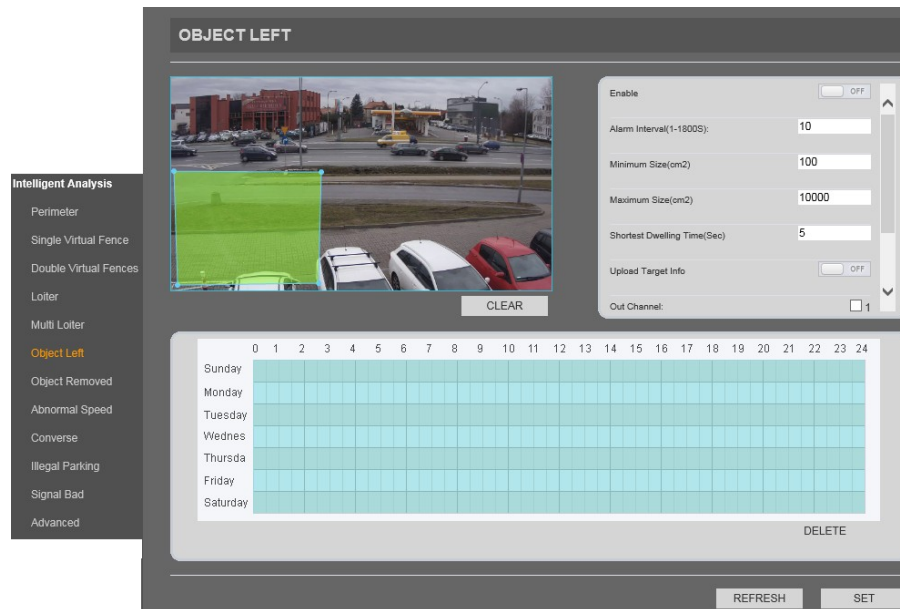 OBJECT LEFT
Intelligent Analysis
Perimeter
Single Virtual Fence
Double Virtual Fences
Loiter
Multi Loiter
Object Left
Object Removed
Abnormal Speed
Converse
Illegal Parking
Signal Bad
Advanced
CLEAR
Enable OFF
Alarm Interval(1-1800S): 10
Minimum Size(cm2) 100
Maximum Size(cm2) 10000
Shortest Dwelling Time(Sec) 5
Upload Target Info OFF
Out Channel: 1
0 1 2 3 4 5 6 7 8 9 10 11 12 13 14 15 16 17 18 19 20 21 22 23 24
Sunday
Monday
Tuesday
Wednes
Thursda
Friday
Saturday
DELETE
REFRESH SET